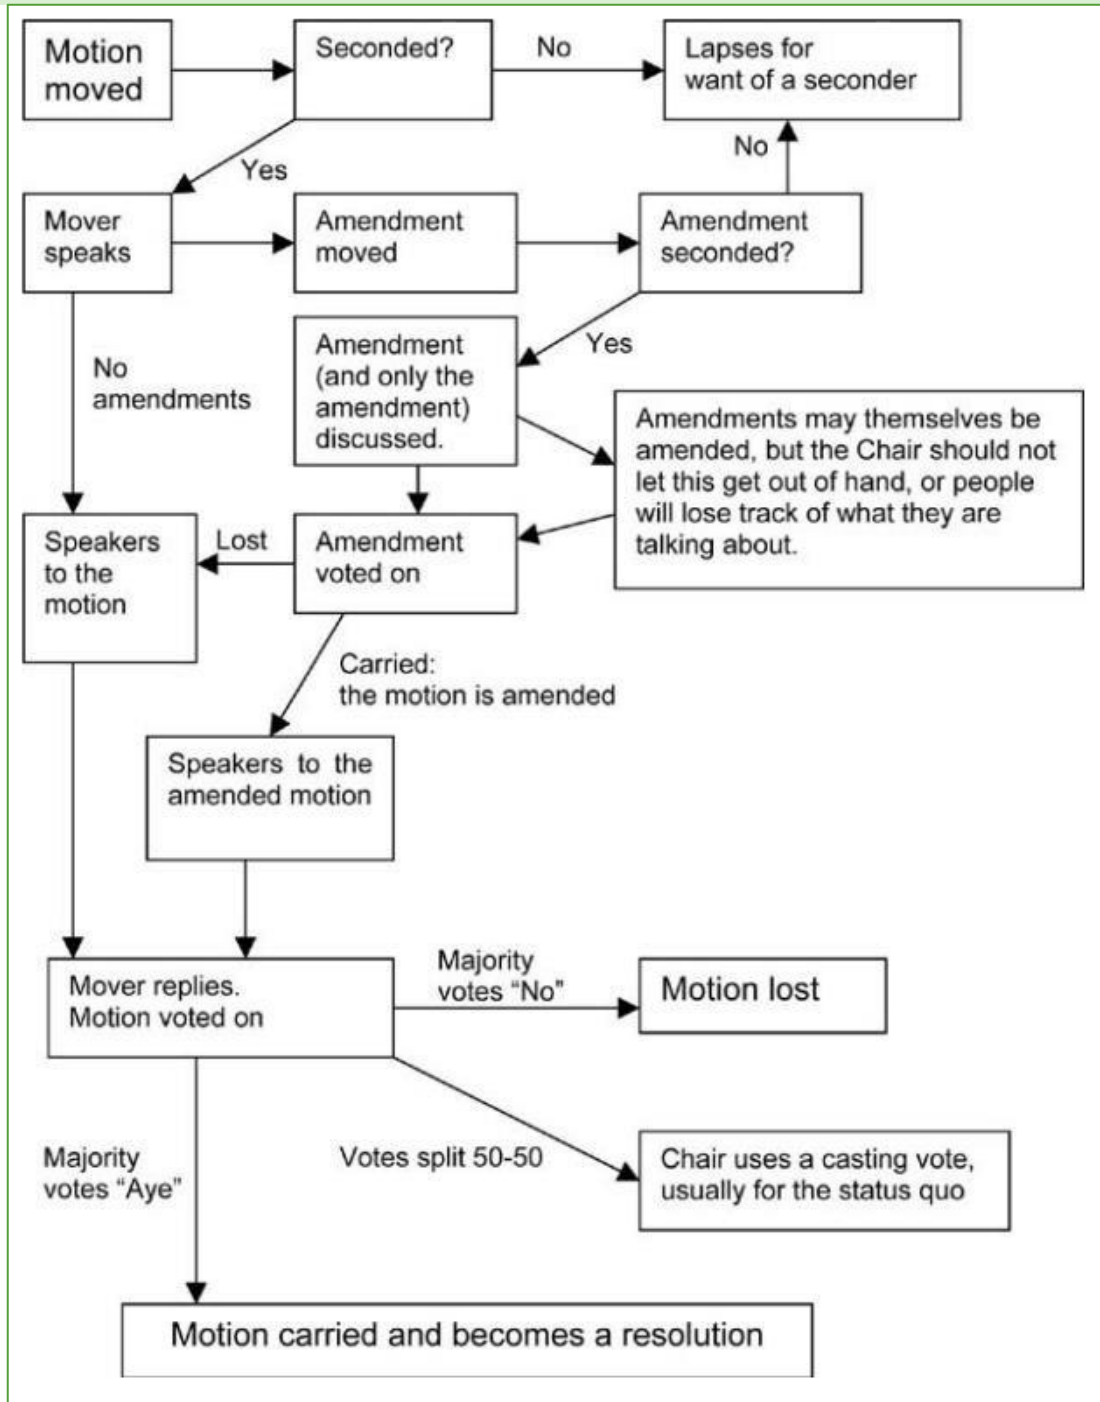 Motion
moved
Seconded?
No
Lapses for
want of a seconder
Yes
No
Mover
speaks
Amendment
moved
Amendment
seconded?
Yes
No
amendments
Amendment
(and only the
amendment)
discussed.
Amendments may themselves be
amended, but the Chair should not
let this get out of hand, or people
will lose track of what they are
talking about.
Speakers
to the
motion
Lost
Amendment
voted on
Carried:
the motion is amended
Speakers to the
amended motion
Mover replies.
Motion voted on
Majority
votes “No”
Motion lost
Majority
votes “Aye”
Votes split 50-50
Chair uses a casting vote,
usually for the status quo
Motion carried and becomes a resolution